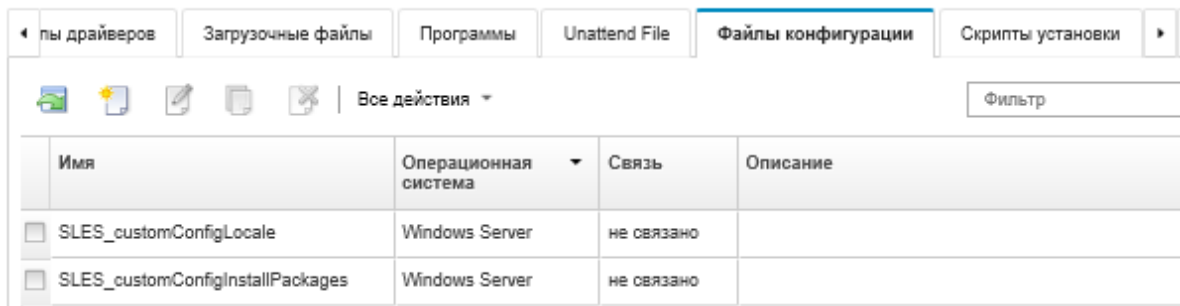 пы драйверов Загрузочные файлы Программы Unattend File Файлы конфигурации Скрипты установки
Все действия Фильтр
Имя Операционная система Связь Описание
SLES_customConfigLocale Windows Server не связано
SLES_customConfigInstallPackages Windows Server не связано